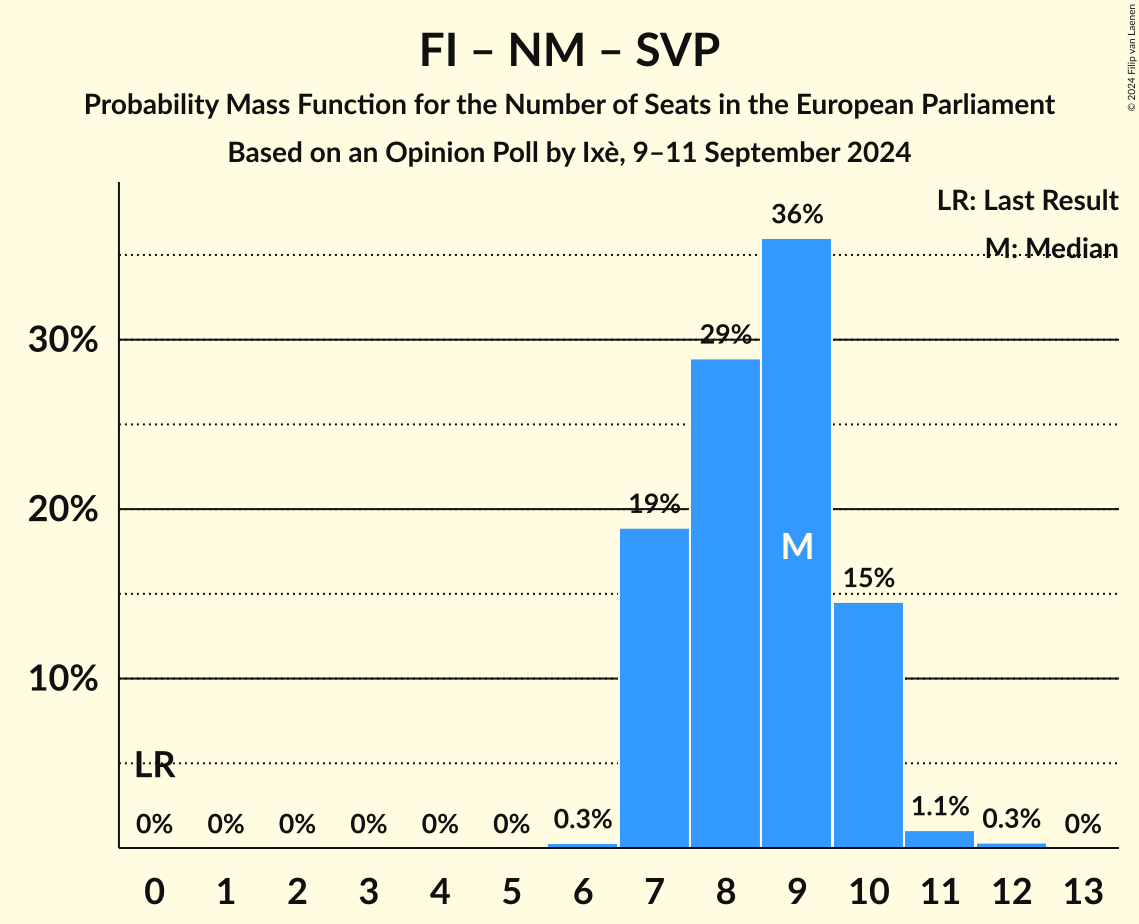 FI – NM – SVP
Probability Mass Function for the Number of Seats in the European Parliament
Based on an Opinion Poll by Ixè, 9–11 September 2024
© 2024 Filip van Laenen
LR: Last Result
M: Median
36%
30%
29%
20%
19%
M
15%
10%
LR
0% 0% 0% 0% 0% 0% 0.3% 1.1% 0.3% 0%
0 1 2 3 4 5 6 7 8 9 10 11 12 13